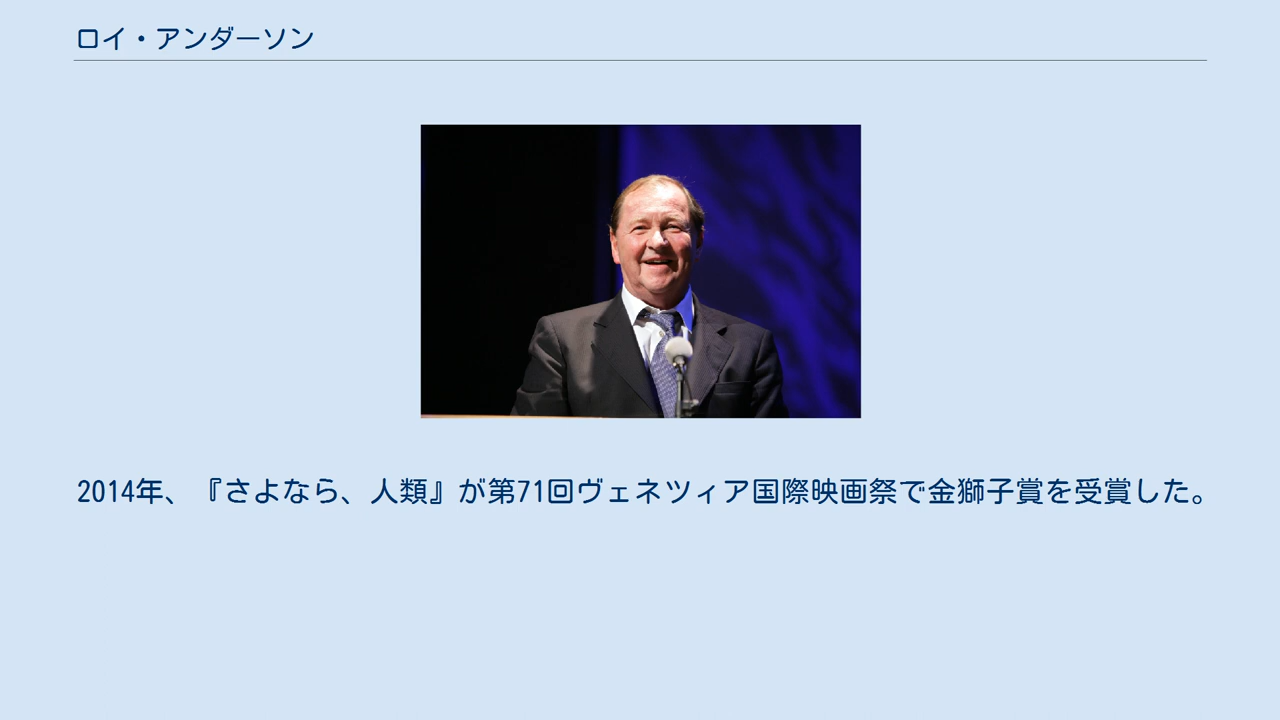 ロイ・アンダーソン
2014年、『さよなら、人類』が第71回ヴェネツィア国際映画祭で金獅子賞を受賞した。